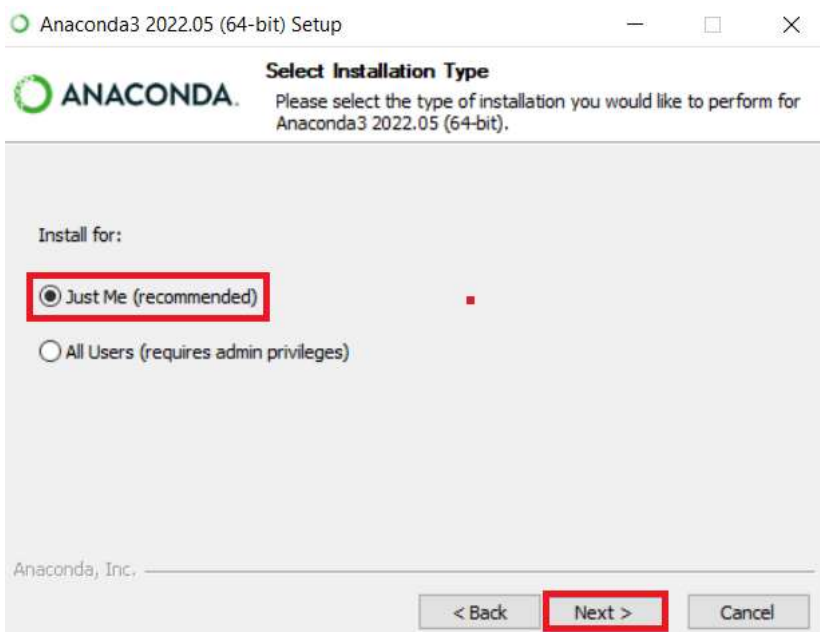 Anaconda3 2022.05 (64-bit) Setup
ANACONDA.
Select Installation Type
Please select the type of installation you would like to perform for
Anaconda3 2022.05 (64-bit).
Install for:
Just Me (recommended)
All Users (requires admin privileges)
Anaconda, Inc.
< Back
Next >
Cancel